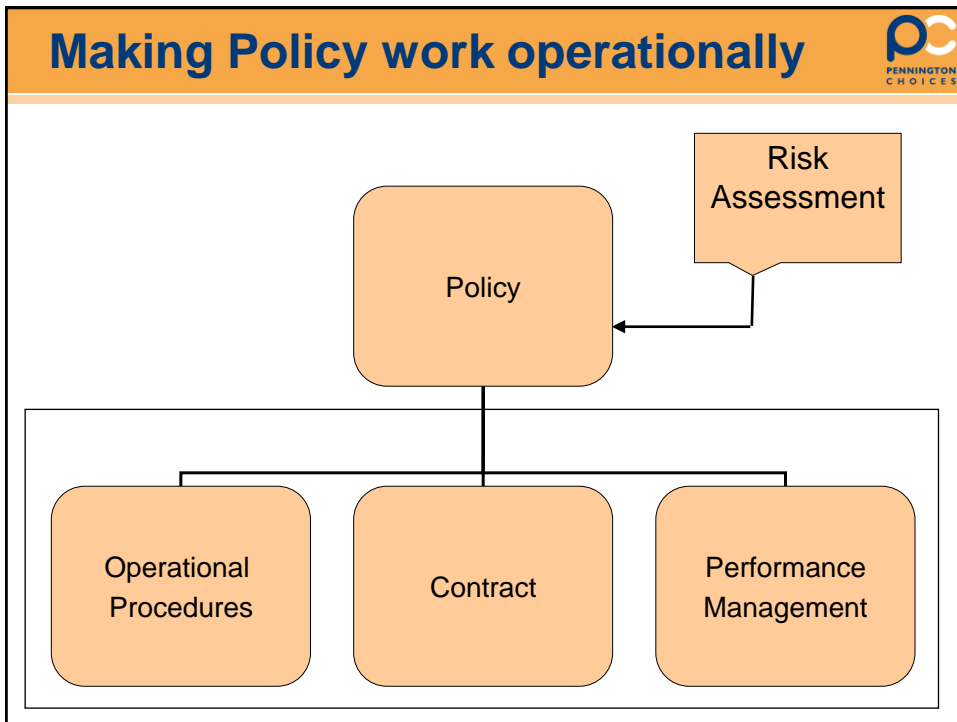 Making Policy work operationally
pc
PENNINGTON
CHOICES
Risk
Assessment
Policy
Operational
Procedures
Contract
Performance
Management